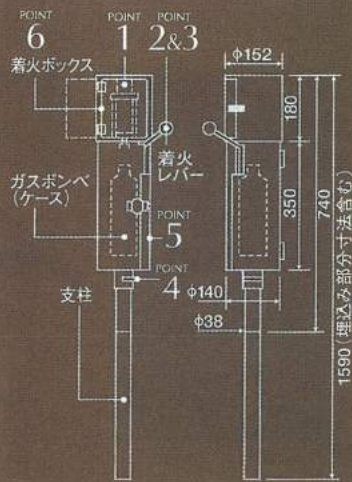 POINT
6
POINT
1
POINT
2&3
着火ボックス
着火
レバー
ガスボンベ
(ケース)
POINT
5
POINT
4
支柱
φ152
180
350
740
1590(埋込み部分寸法含む)
φ140
φ38